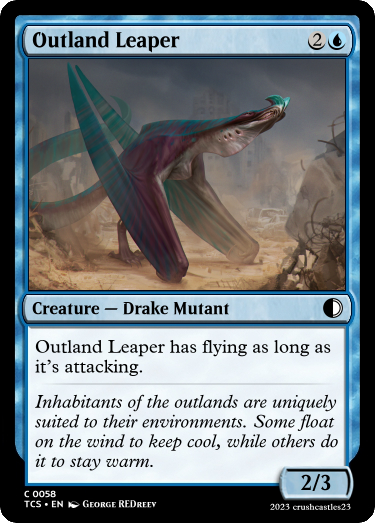 Outland Leaper 2
Creature — Drake Mutant
Outland Leaper has flying as long as
it's attacking.
Inhabitants of the outlands are uniquely
suited to their environments. Some float
on the wind to keep cool, while others do
it to stay warm.
2/3
C 0058
TCS • EN George REDreev
2023 crushcastles23